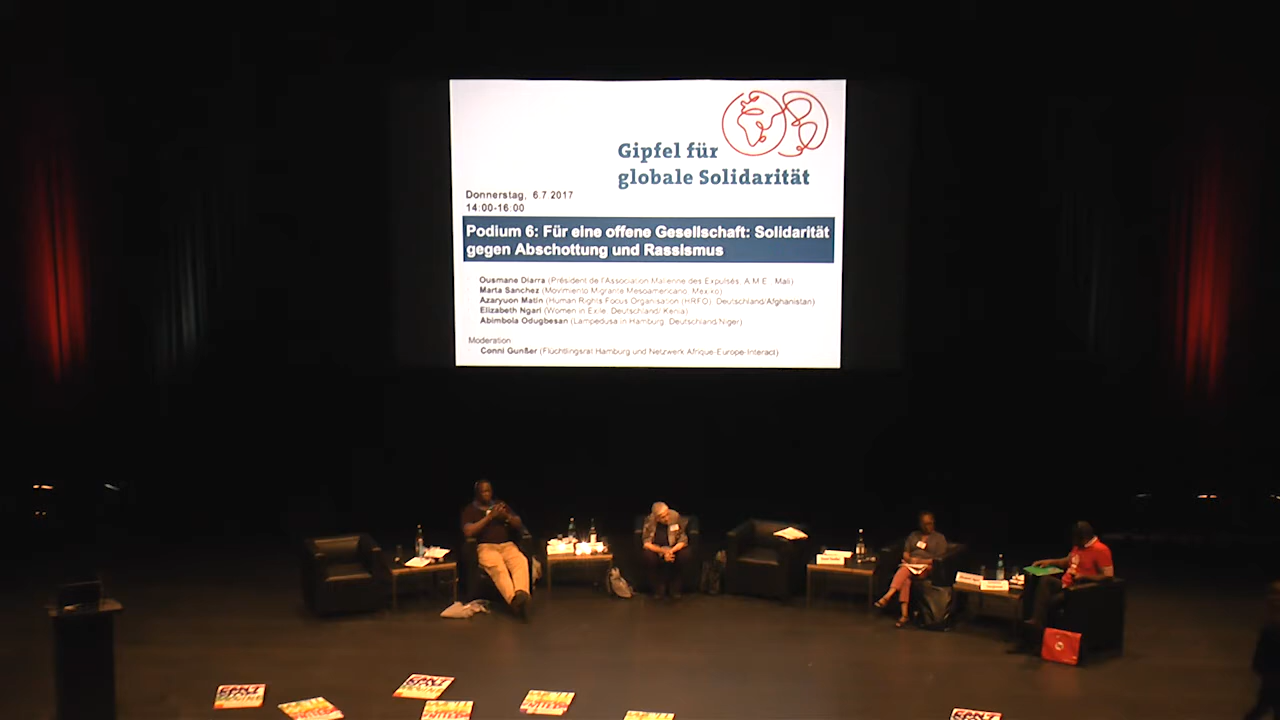 Gipfel für
globale Solidarität
Donnerstag, 6.7 2017
14:00-16:00
Podium 6: Für eine offene Gesellschaft: Solidarität
gegen Abschottung und Rassismus
Ousmane Diarra (Président de l'Association Malienne des Expulsés, A.M.E., Mali)
Marta Sanchez (Movimiento Migrante Mesoamericano, Mexiko)
Azaryuon Matin (Human Rights Focus Organisation (HRFO), Deutschland/Afghanistan)
Elizabeth Ngari (Women in Exile, Deutschland/Kenia)
Abimbola Odugbesan (Lampedusa in Hamburg, Deutschland/Niger)
Moderation
Conni Gunßer (Flüchtlingsrat Hamburg und Netzwerk Afrique-Europe-Interact)